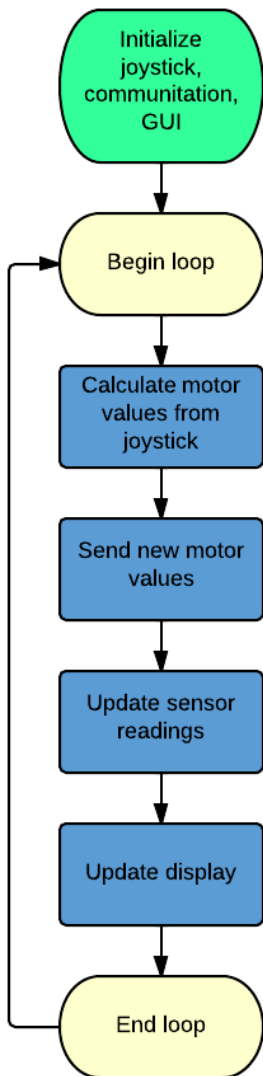 Initialize
joystick,
communitation,
GUI
Begin loop
Calculate motor
values from
joystick
Send new motor
values
Update sensor
readings
Update display
End loop